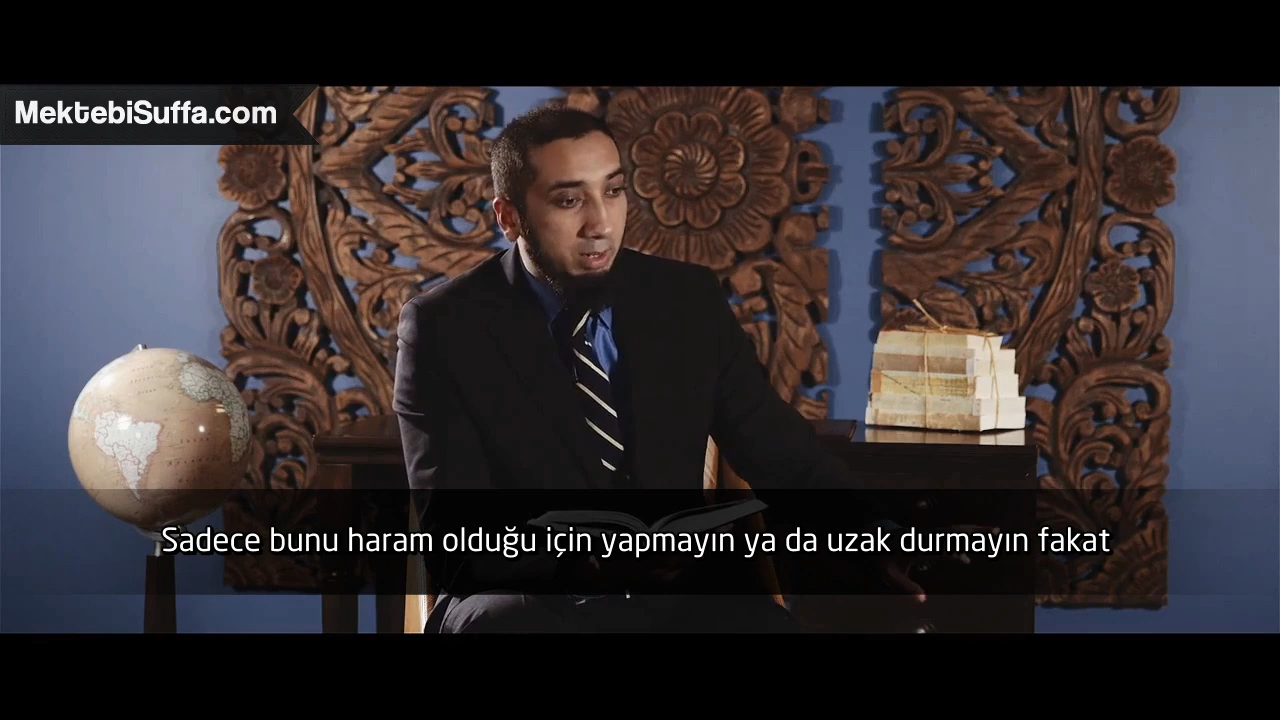 MektebiSuffa.com
Sadece bunu haram olduğu için yapmayın ya da uzak durmayın fakat